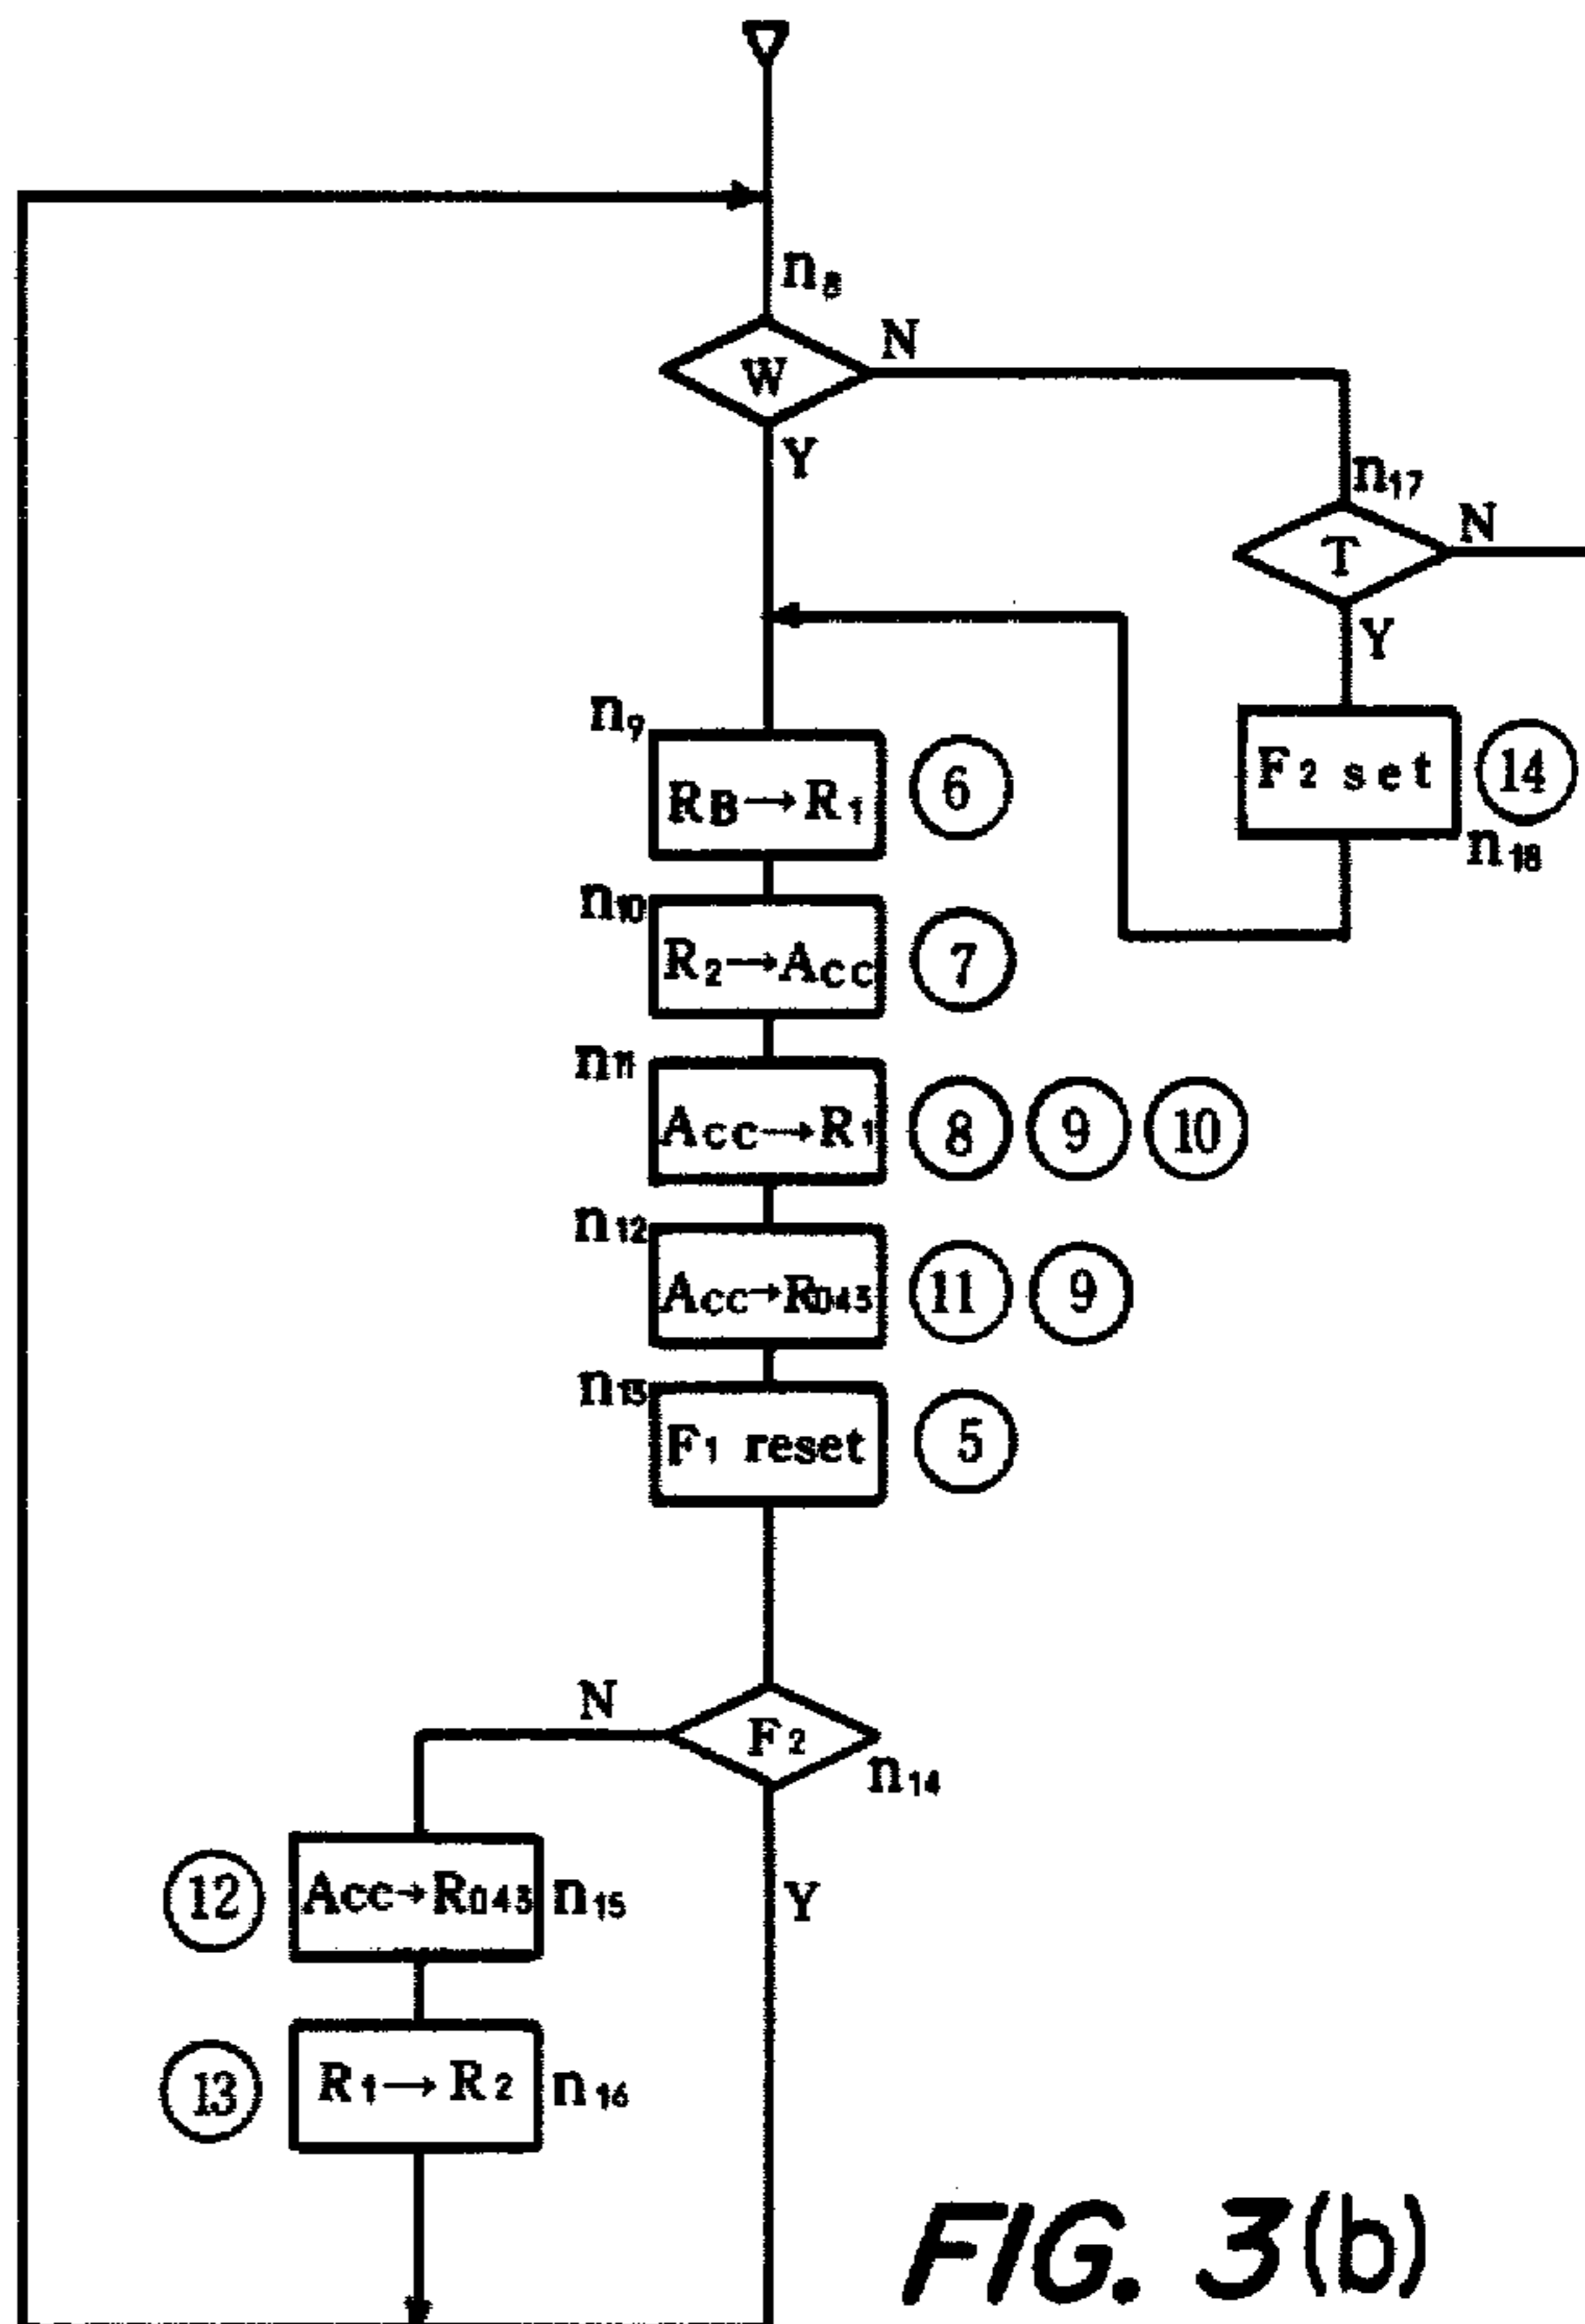 n8
W
N
Y
n17
T
N
Y
F2 set
14
n18
n9
RB→R1
6
n10
R2→Acc
7
n11
Acc→R1
8 9 10
n12
Acc→R043
11 9
n13
F1 reset
5
N
F2
n14
Y
12
Acc→R043
n15
13
R1→R2
n16
FIG. 3(b)